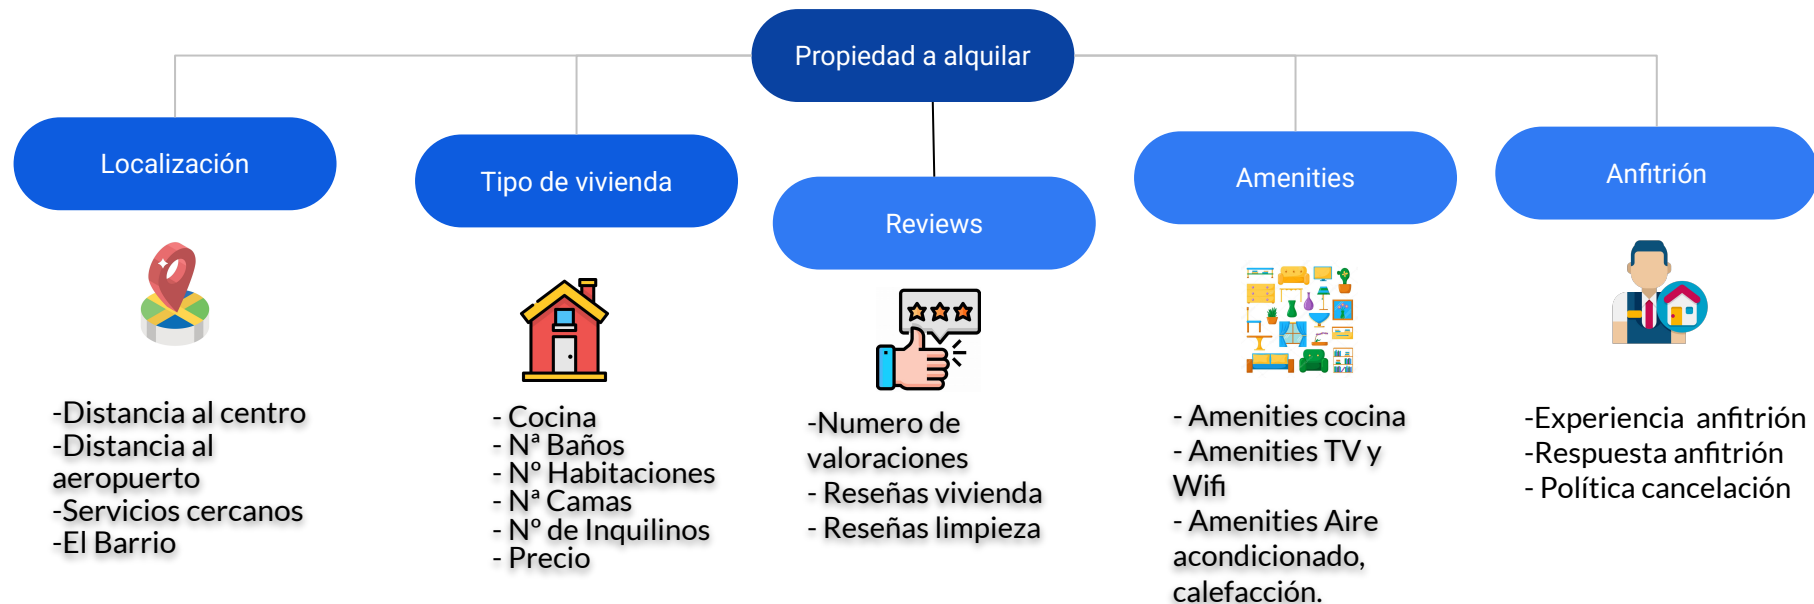 Propiedad a alquilar
Localización
Tipo de vivienda
Reviews
Amenities
Anfitrión
-Distancia al centro
-Distancia al
aeropuerto
-Servicios cercanos
-El Barrio
- Cocina
- Nª Baños
- Nº Habitaciones
- Nª Camas
- Nº de Inquilinos
- Precio
-Numero de
valoraciones
- Reseñas vivienda
- Reseñas limpieza
- Amenities cocina
- Amenities TV y
Wifi
- Amenities Aire
acondicionado,
calefacción.
-Experiencia  anfitrión
-Respuesta anfitrión
- Política cancelación